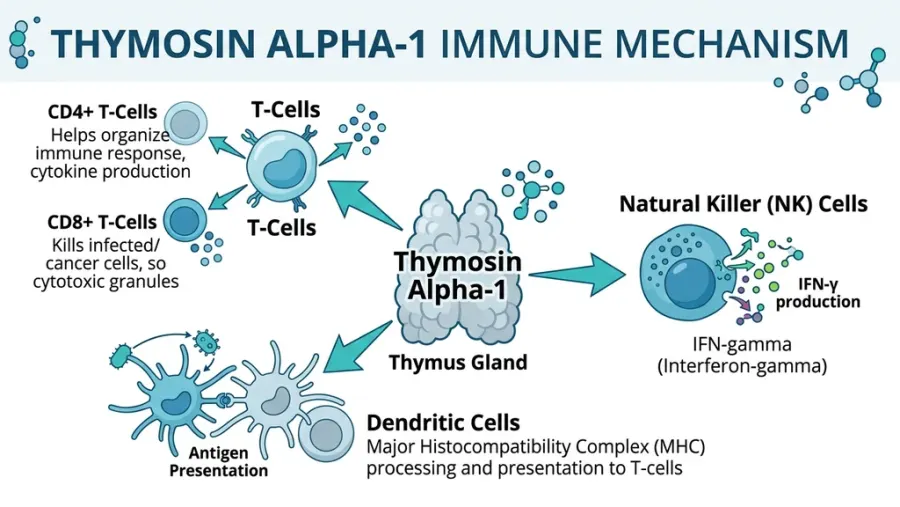 THYMOSIN ALPHA-1 IMMUNE MECHANISM
CD4+ T-Cells
Helps organize
immune response,
cytokine production
T-Cells
CD8+ T-Cells
Kills infected/
cancer cells, so
cytotoxic granules
T-Cells
Thymosin
Alpha-1
Thymus Gland
Natural Killer (NK) Cells
IFN-γ
production
IFN-gamma
(Interferon-gamma)
Antigen
Presentation
Dendritic Cells
Major Histocompatibility Complex (MHC)
processing and presentation to T-cells